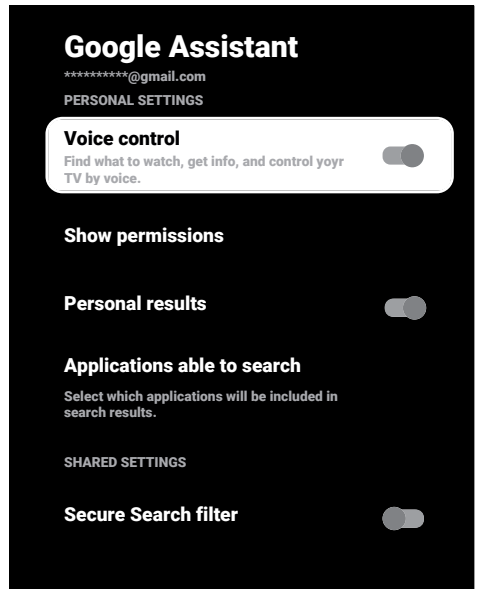 Google Assistant
**********@gmail.com
PERSONAL SETTINGS
Voice control
Find what to watch, get info, and control yoyr
TV by voice.
Show permissions
Personal results
Applications able to search
Select which applications will be included in
search results.
SHARED SETTINGS
Secure Search filter